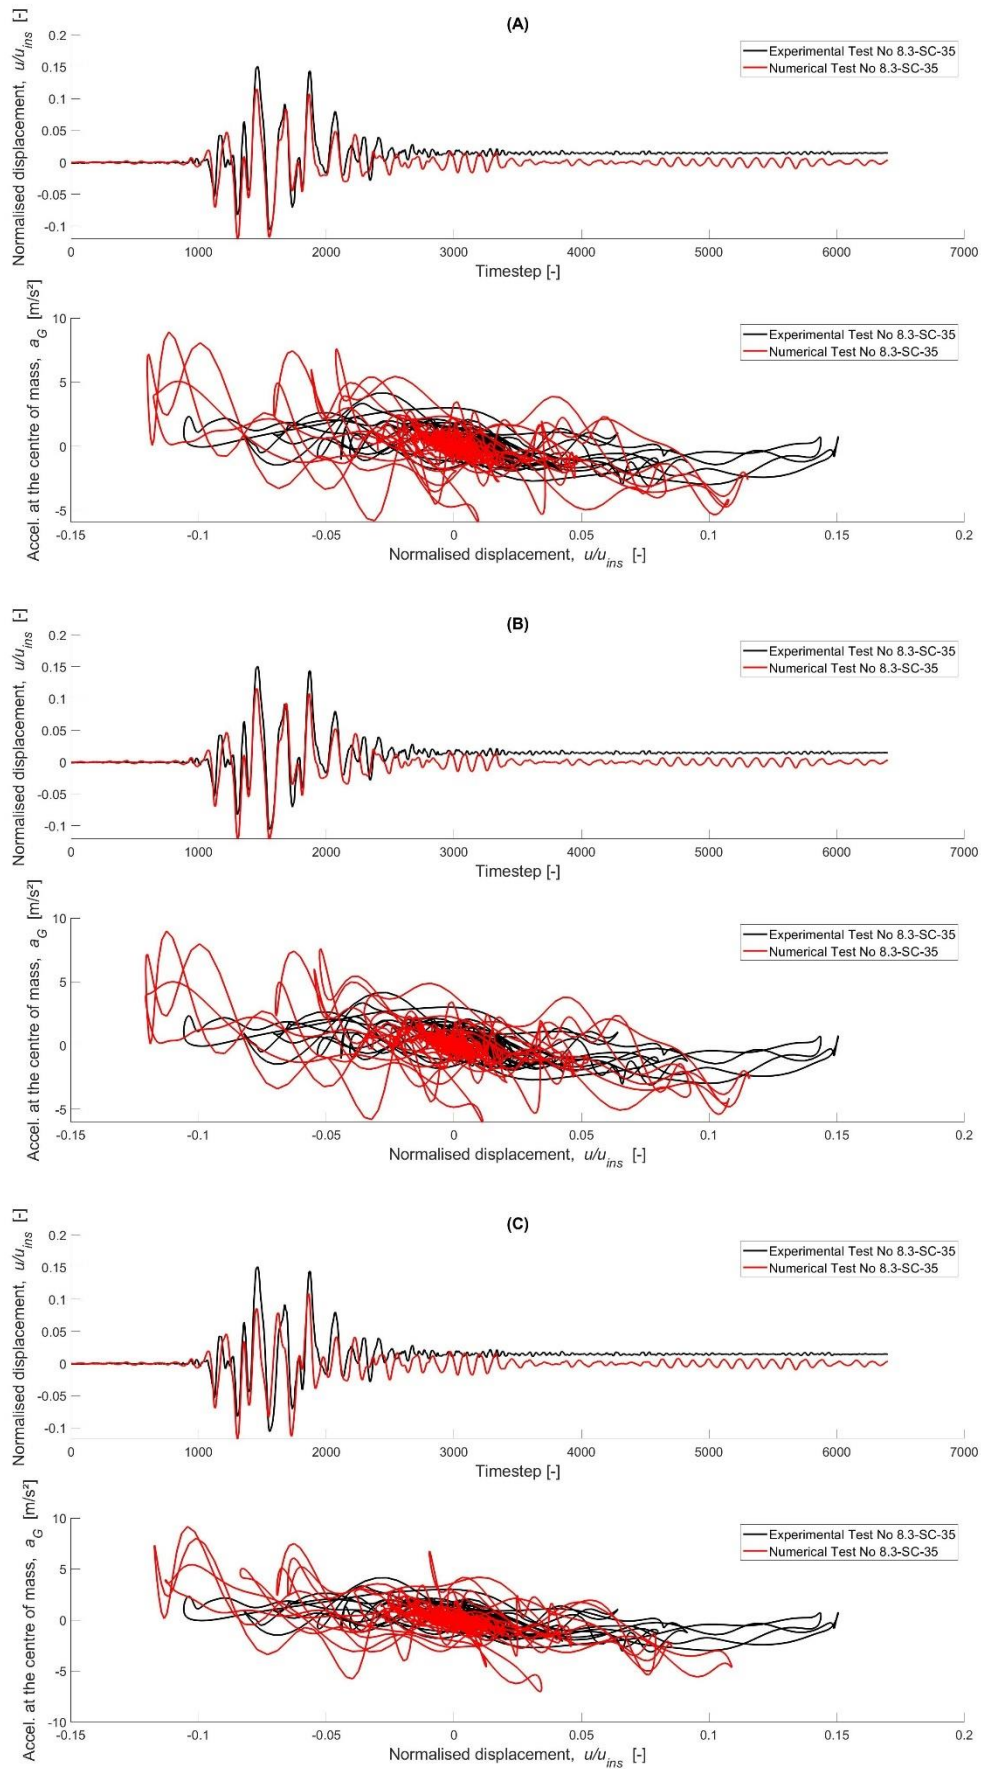 (A)
Normalised displacement, u/u_ins [-]
0.2
0.15
0.1
0.05
0
-0.05
-0.1
Experimental Test No 8.3-SC-35
Numerical Test No 8.3-SC-35
0 1000 2000 3000 4000 5000 6000 7000
Timestep [-]
Accel. at the centre of mass, a_G [m/s²]
10
5
0
-5
Experimental Test No 8.3-SC-35
Numerical Test No 8.3-SC-35
-0.15 -0.1 -0.05 0 0.05 0.1 0.15 0.2
Normalised displacement, u/u_ins [-]
(B)
Normalised displacement, u/u_ins [-]
0.2
0.15
0.1
0.05
0
-0.05
-0.1
Experimental Test No 8.3-SC-35
Numerical Test No 8.3-SC-35
0 1000 2000 3000 4000 5000 6000 7000
Timestep [-]
Accel. at the centre of mass, a_G [m/s²]
10
5
0
-5
Experimental Test No 8.3-SC-35
Numerical Test No 8.3-SC-35
-0.15 -0.1 -0.05 0 0.05 0.1 0.15 0.2
Normalised displacement, u/u_ins [-]
(C)
Normalised displacement, u/u_ins [-]
0.2
0.15
0.1
0.05
0
-0.05
-0.1
Experimental Test No 8.3-SC-35
Numerical Test No 8.3-SC-35
0 1000 2000 3000 4000 5000 6000 7000
Timestep [-]
Accel. at the centre of mass, a_G [m/s²]
10
5
0
-5
-10
Experimental Test No 8.3-SC-35
Numerical Test No 8.3-SC-35
-0.15 -0.1 -0.05 0 0.05 0.1 0.15 0.2
Normalised displacement, u/u_ins [-]